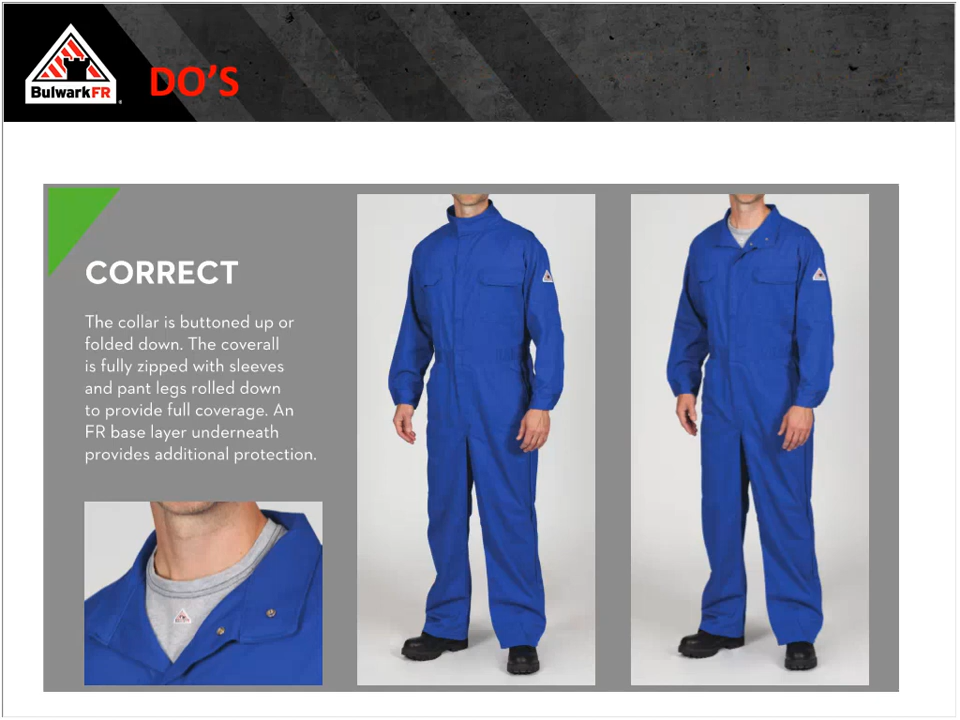 BulwarkFR®
DO’S
CORRECT
The collar is buttoned up or
folded down. The coverall
is fully zipped with sleeves
and pant legs rolled down
to provide full coverage. An
FR base layer underneath
provides additional protection.